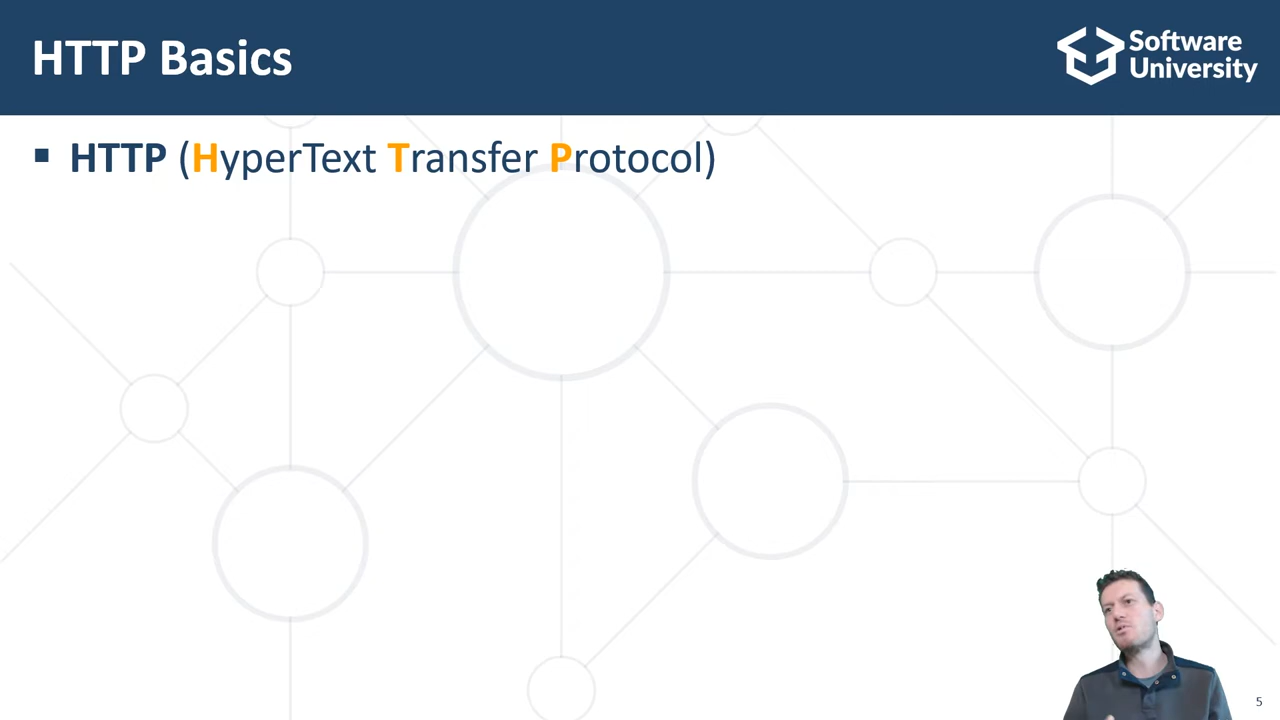 HTTP Basics
Software
University
▪ HTTP (HyperText Transfer Protocol)
5